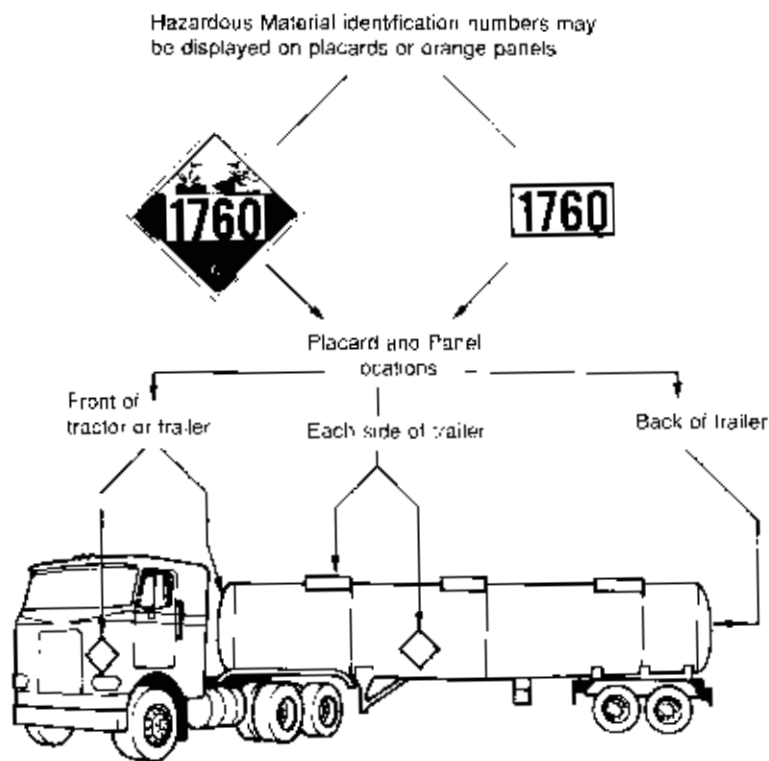 Hazardous Material identification numbers may
be displayed on placards or orange panels
1760
1760
Placard and Panel
locations
Front of
tractor or trailer
Each side of trailer
Back of trailer